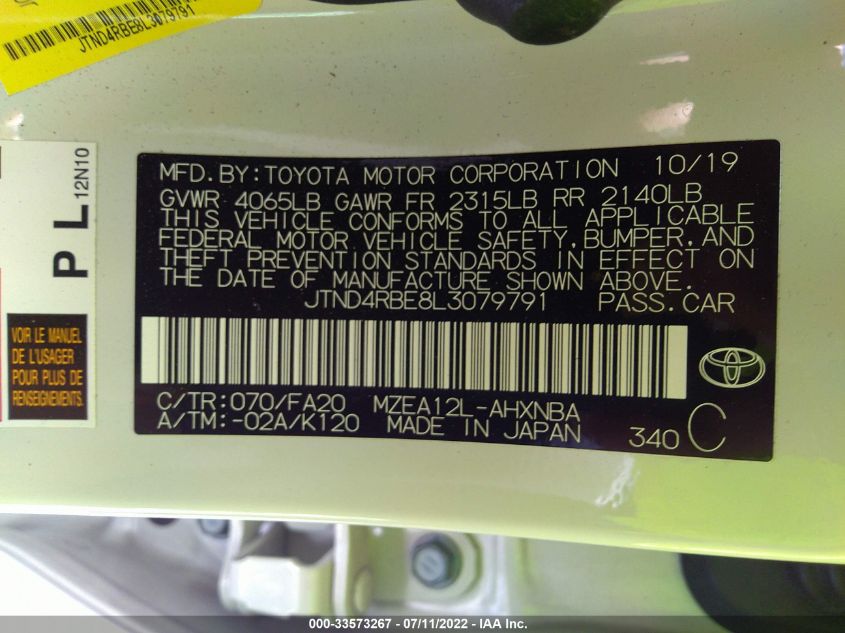 JTND4RBE8L3079791
P L
12N10
VOIR LE MANUEL
DE L'USAGER
POUR PLUS DE
RENSEIGNEMENTS.
MFD. BY: TOYOTA MOTOR CORPORATION 10/19
GVWR 4065LB GAWR FR 2315LB RR 2140LB
THIS VEHICLE CONFORMS TO ALL APPLICABLE
FEDERAL MOTOR VEHICLE SAFETY, BUMPER, AND
THEFT PREVENTION STANDARDS IN EFFECT ON
THE DATE OF MANUFACTURE SHOWN ABOVE.
JTND4RBE8L3079791 PASS.CAR
C/TR:070/FA20 MZEA12L-AHXNBA
A/TM:-02A/K120 MADE IN JAPAN 340 C
000-33573267 - 07/11/2022 - IAA Inc.